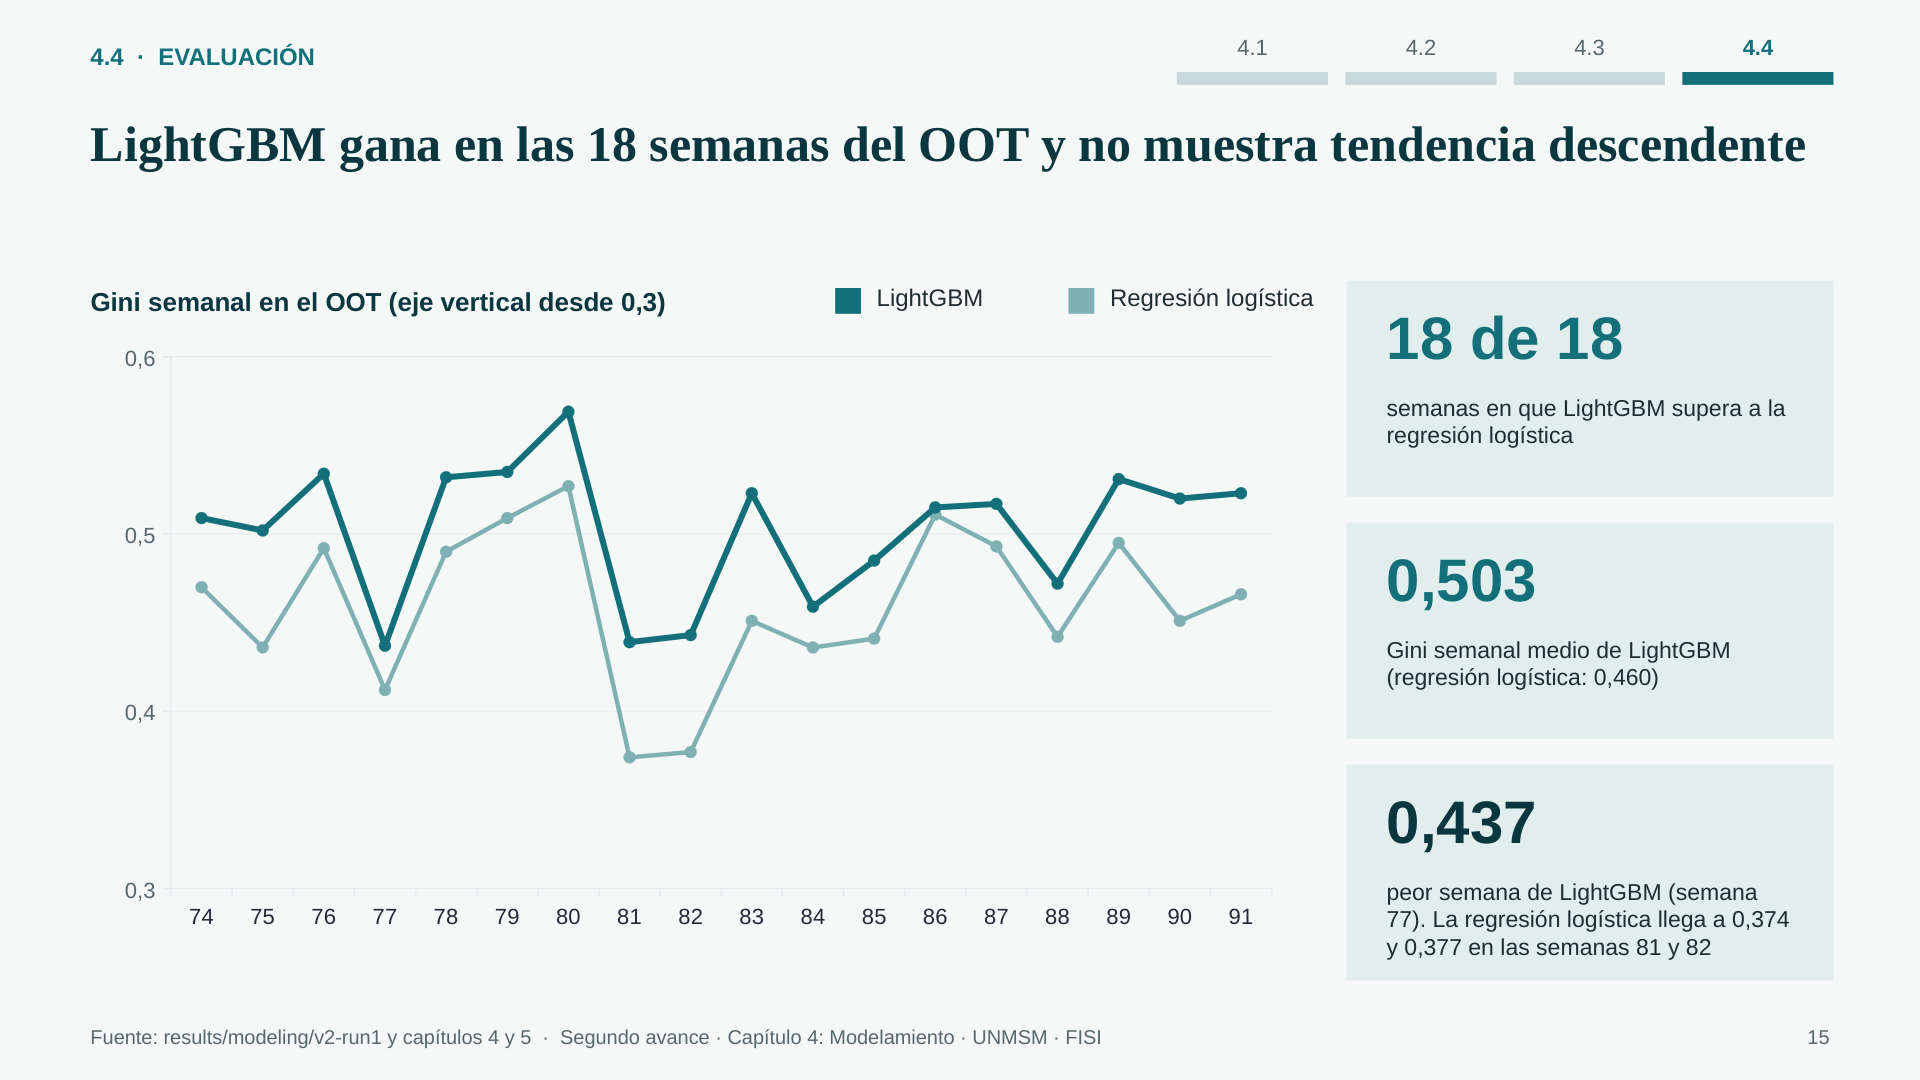 4.4 · EVALUACIÓN
4.1 4.2 4.3 4.4
LightGBM gana en las 18 semanas del OOT y no muestra tendencia descendente
Gini semanal en el OOT (eje vertical desde 0,3)
LightGBM
Regresión logística
0,6
0,5
0,4
0,3
74 75 76 77 78 79 80 81 82 83 84 85 86 87 88 89 90 91
18 de 18
semanas en que LightGBM supera a la
regresión logística
0,503
Gini semanal medio de LightGBM
(regresión logística: 0,460)
0,437
peor semana de LightGBM (semana
77). La regresión logística llega a 0,374
y 0,377 en las semanas 81 y 82
Fuente: results/modeling/v2-run1 y capítulos 4 y 5 · Segundo avance · Capítulo 4: Modelamiento · UNMSM · FISI
15